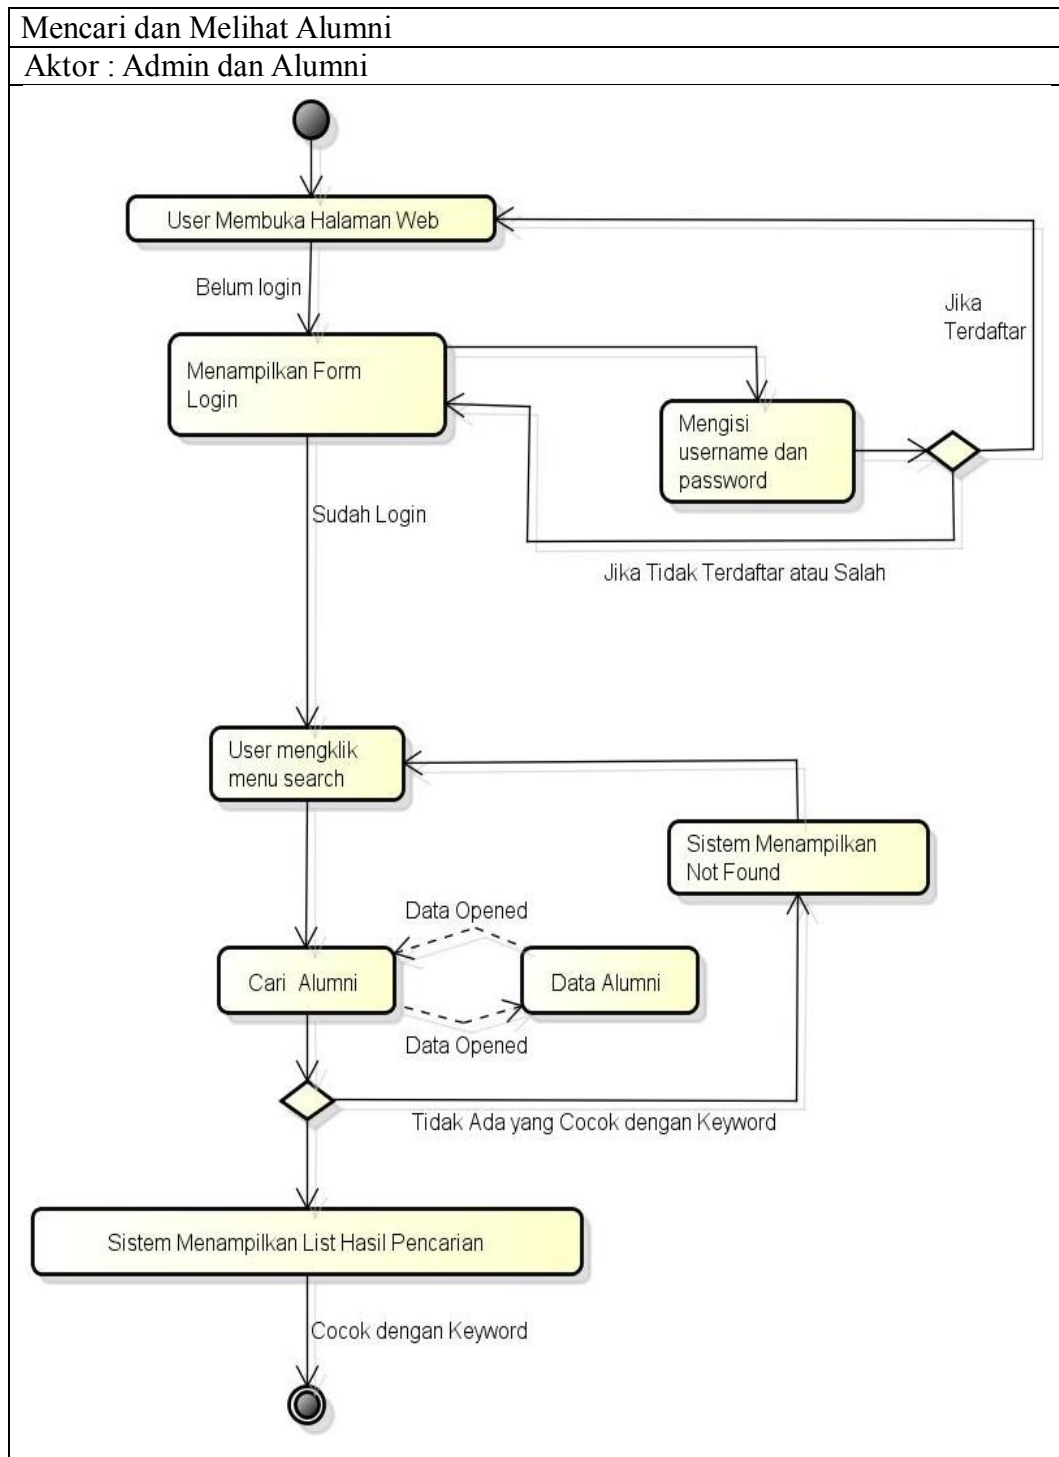 Mencari dan Melihat Alumni
Aktor : Admin dan Alumni
User Membuka Halaman Web
Belum login
Jika
Terdaftar
Menampilkan Form
Login
Mengisi
username dan
password
Sudah Login
Jika Tidak Terdaftar atau Salah
User mengklik
menu search
Sistem Menampilkan
Not Found
Data Opened
Cari Alumni
Data Alumni
Data Opened
Tidak Ada yang Cocok dengan Keyword
Sistem Menampilkan List Hasil Pencarian
Cocok dengan Keyword